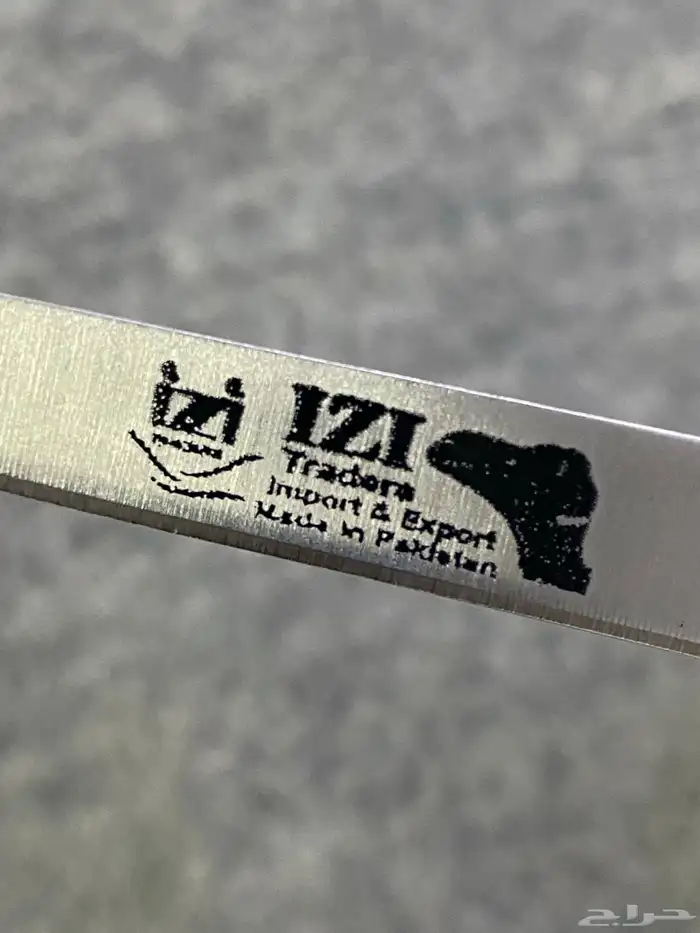 IZI
IZI
Traders
Import & Export
Made in Pakistan
حراج